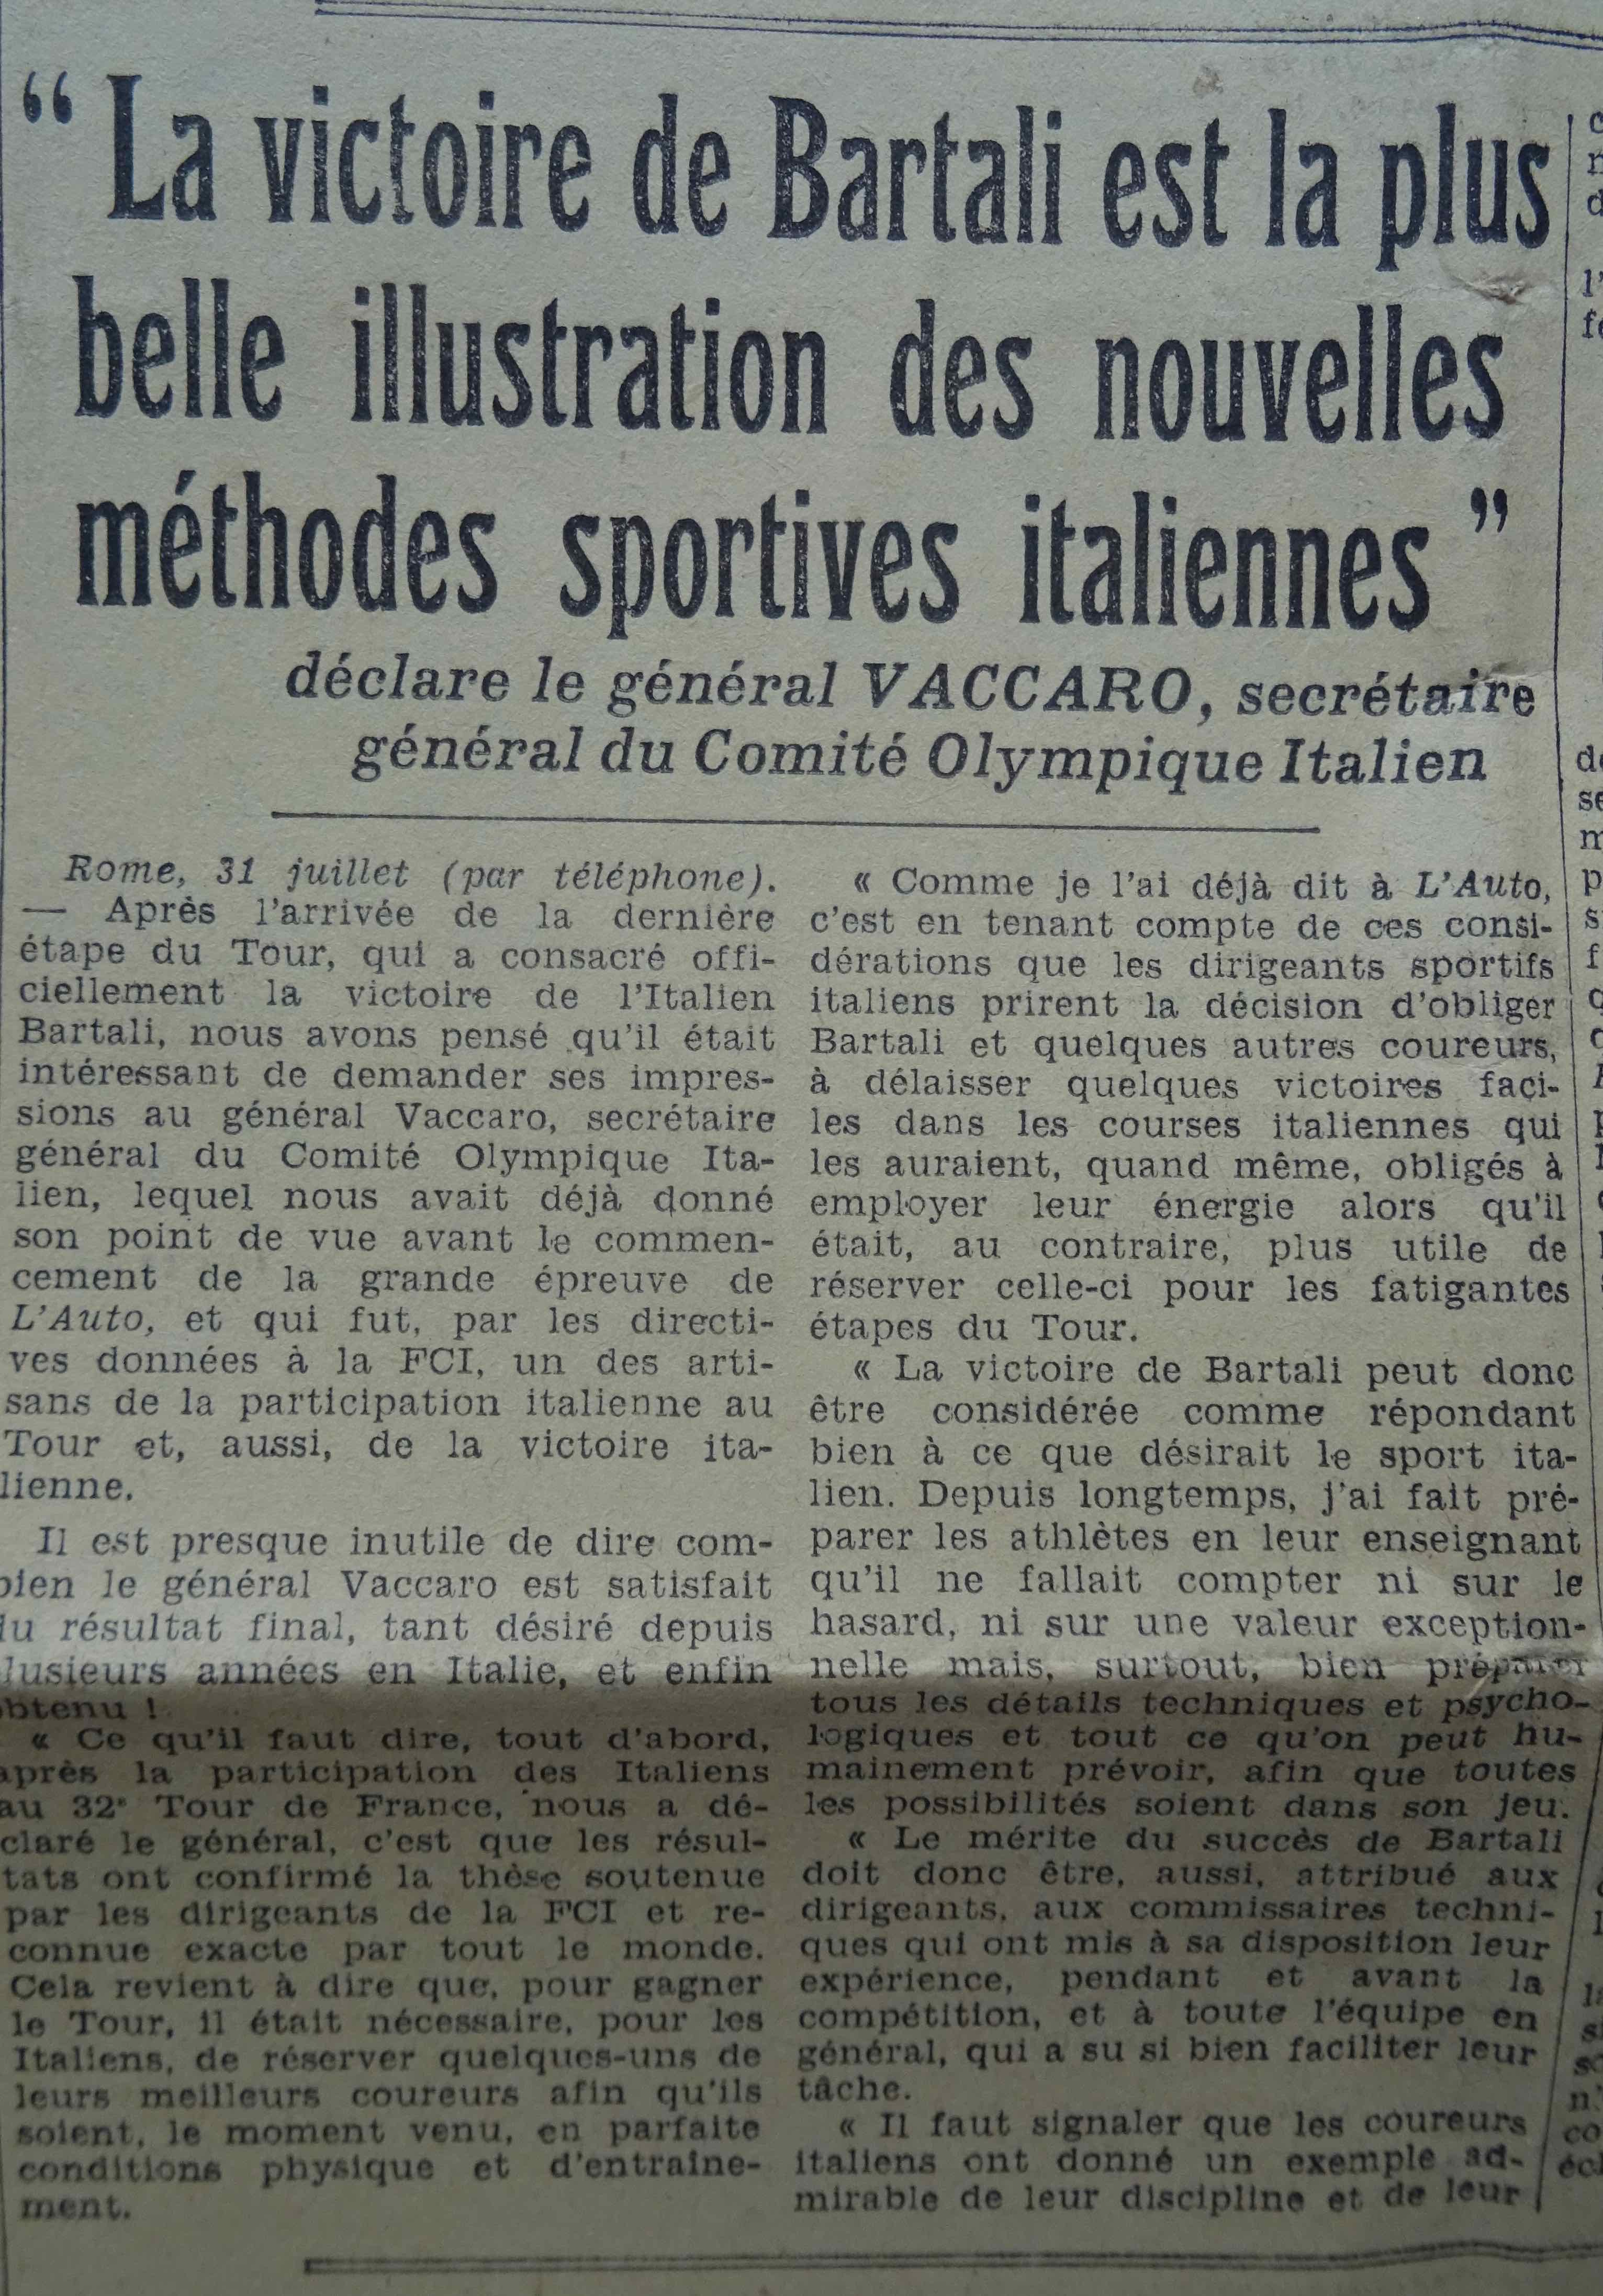 “ La victoire de Bartali est la plus
belle illustration des nouvelles
méthodes sportives italiennes ”
déclare le général VACCARO, secrétaire
général du Comité Olympique Italien
Rome, 31 juillet (par téléphone).
— Après l'arrivée de la dernière
étape du Tour, qui a consacré offi-
ciellement la victoire de l'Italien
Bartali, nous avons pensé qu'il était
intéressant de demander ses impres-
sions au général Vaccaro, secrétaire
général du Comité Olympique Ita-
lien, lequel nous avait déjà donné
son point de vue avant le commen-
cement de la grande épreuve de
L'Auto, et qui fut, par les directi-
ves données à la FCI, un des arti-
sans de la participation italienne au
Tour et, aussi, de la victoire ita-
lienne.
Il est presque inutile de dire com-
bien le général Vaccaro est satisfait
du résultat final, tant désiré depuis
plusieurs années en Italie, et enfin
obtenu !
« Ce qu'il faut dire, tout d'abord,
après la participation des Italiens
au 32e Tour de France, nous a dé-
claré le général, c'est que les résul-
tats ont confirmé la thèse soutenue
par les dirigeants de la FCI et re-
connue exacte par tout le monde.
Cela revient à dire que, pour gagner
le Tour, il était nécessaire, pour les
Italiens, de réserver quelques-uns de
leurs meilleurs coureurs afin qu'ils
soient, le moment venu, en parfaite
conditions physique et d'entraîne-
ment.
« Comme je l'ai déjà dit à L'Auto,
c'est en tenant compte de ces consi-
dérations que les dirigeants sportifs
italiens prirent la décision d'obliger
Bartali et quelques autres coureurs,
à délaisser quelques victoires faci-
les dans les courses italiennes qui
les auraient, quand même, obligés à
employer leur énergie alors qu'il
était, au contraire, plus utile de
réserver celle-ci pour les fatigantes
étapes du Tour.
« La victoire de Bartali peut donc
être considérée comme répondant
bien à ce que désirait le sport ita-
lien. Depuis longtemps, j'ai fait pré-
parer les athlètes en leur enseignant
qu'il ne fallait compter ni sur le
hasard, ni sur une valeur exception-
nelle mais, surtout, bien préparer
tous les détails techniques et psycho-
logiques et tout ce qu'on peut hu-
mainement prévoir, afin que toutes
les possibilités soient dans son jeu.
« Le mérite du succès de Bartali
doit donc être, aussi, attribué aux
dirigeants, aux commissaires techni-
ques qui ont mis à sa disposition leur
expérience, pendant et avant la
compétition, et à toute l'équipe en
général, qui a su si bien faciliter leur
tâche.
« Il faut signaler que les coureurs
italiens ont donné un exemple ad-
mirable de leur discipline et de leur